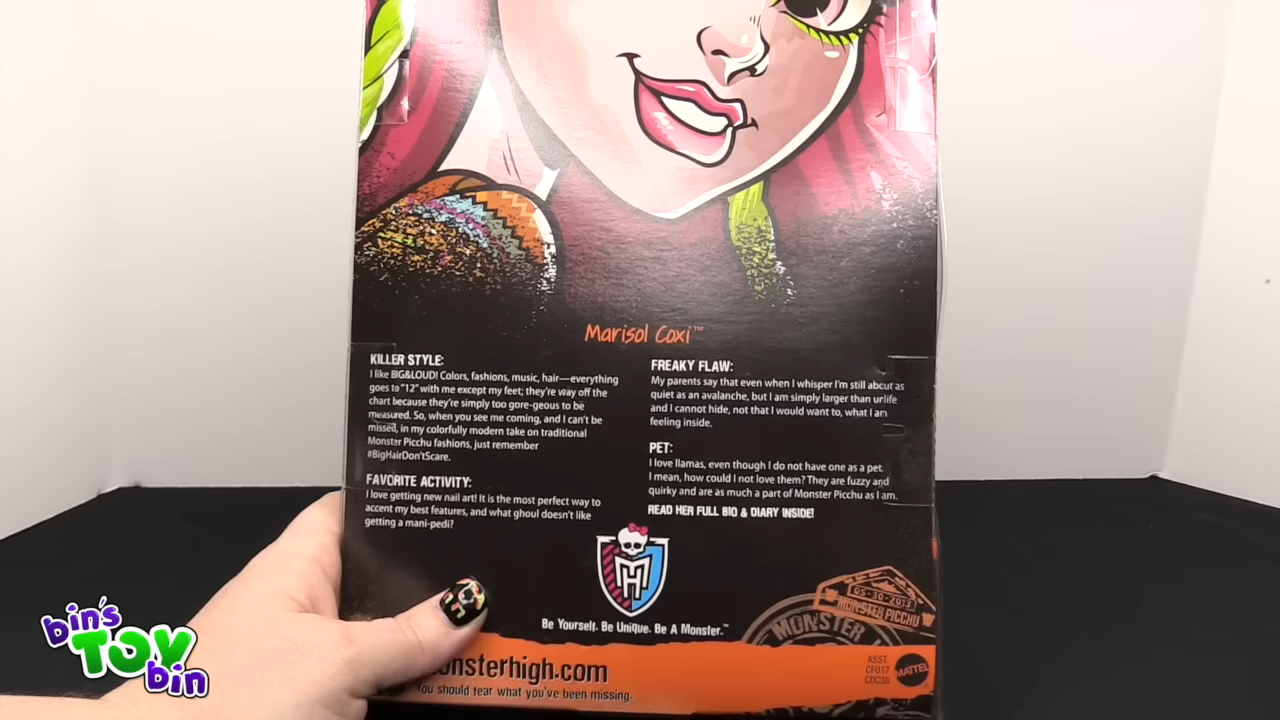 Marisol Coxi™
KILLER STYLE:
I like BIG&LOUD! Colors, fashions, music, hair—everything
goes to "12" with me except my feet; they're way off the
chart because they're simply too gore-geous to be
measured. So, when you see me coming, and I can't be
missed, in my colorfully modern take on traditional
Monster Picchu fashions, just remember
#BigHairDon'tScare.
FAVORITE ACTIVITY:
I love getting new nail art! It is the most perfect way to
accent my best features, and what ghoul doesn't like
getting a mani-pedi?
FREAKY FLAW:
My parents say that even when I whisper I'm still about as
quiet as an avalanche, but I am simply larger than urlife
and I cannot hide, not that I would want to, what I am
feeling inside.
PET:
I love llamas, even though I do not have one as a pet.
I mean, how could I not love them? They are fuzzy and
quirky and are as much a part of Monster Picchu as I am.
READ HER FULL BIO & DIARY INSIDE!
MH
Be Yourself. Be Unique. Be A Monster.™
05-30-2013
MONSTER PICCHU
MONSTER
onsterhigh.com
You should fear what you've been missing.
ASST.
CFD17
CDC38
MATTEL
bin's
TOY
bin